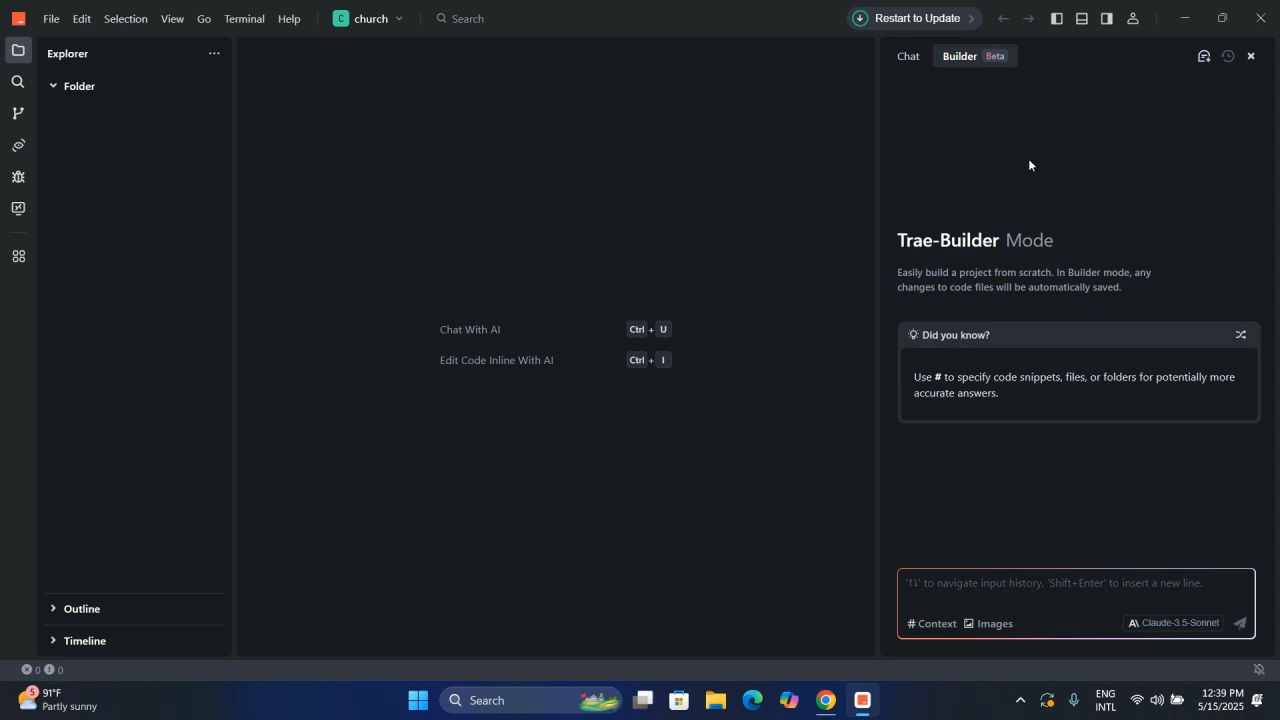 File Edit Selection View Go Terminal Help C church Search Restart to Update
Explorer
Folder
Outline
Timeline
Chat With AI Ctrl + U
Edit Code Inline With AI Ctrl + I
Chat Builder Beta
Trae-Builder Mode
Easily build a project from scratch. In Builder mode, any
changes to code files will be automatically saved.
Did you know?
Use # to specify code snippets, files, or folders for potentially more
accurate answers.
'↑↓' to navigate input history, 'Shift+Enter' to insert a new line.
# Context Images Claude-3.5-Sonnet
0 0
5 91°F
Partly sunny
Search
ENG
INTL
12:39 PM
5/15/2025